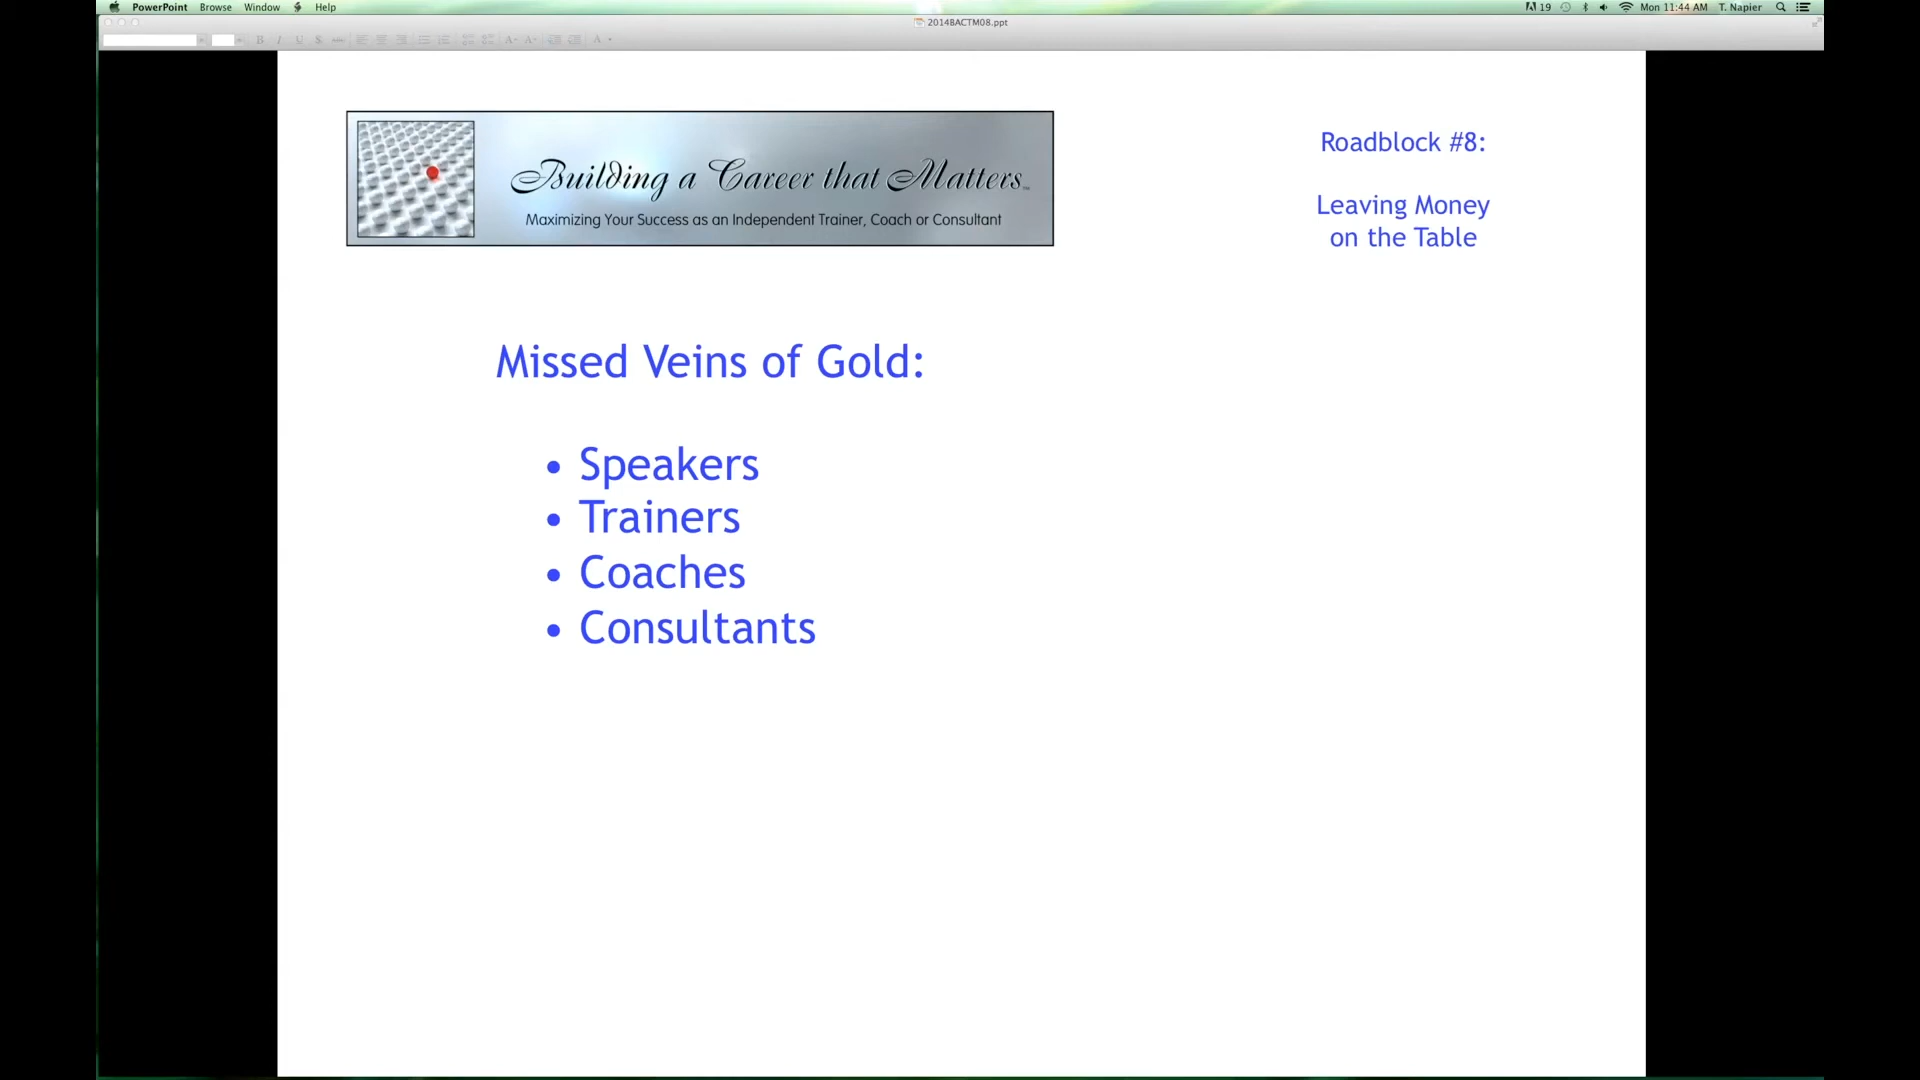 PowerPoint Browse Window Help
19 Mon 11:44 AM T. Napier
2014BACTM08.ppt
Building a Career that Matters™
Maximizing Your Success as an Independent Trainer, Coach or Consultant
Roadblock #8:
Leaving Money
on the Table
Missed Veins of Gold:
• Speakers
• Trainers
• Coaches
• Consultants